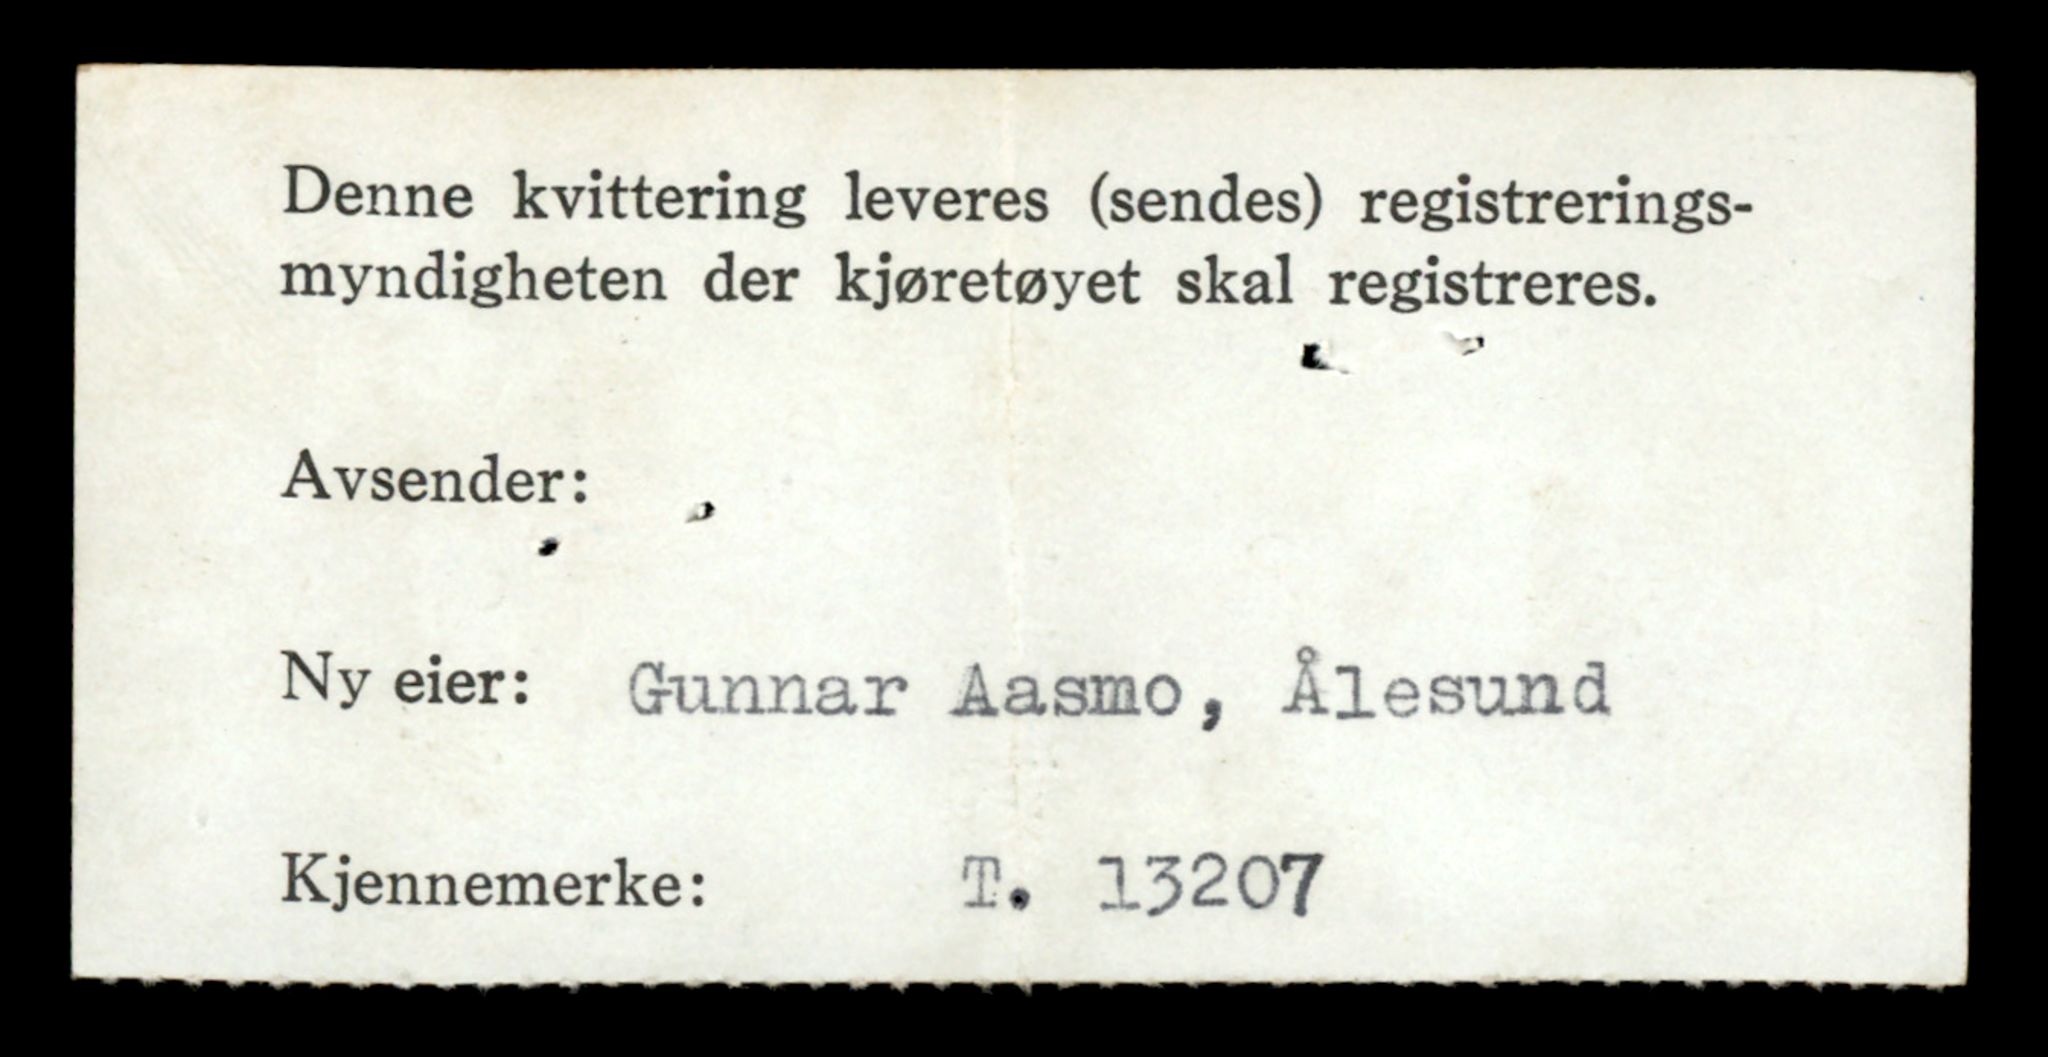 Denne kvittering leveres (sendes) registrerings-
myndigheten der kjøretøyet skal registreres.
Avsender:
Ny eier: Gunnar Aasmo, Ålesund
Kjennemerke: T. 13207